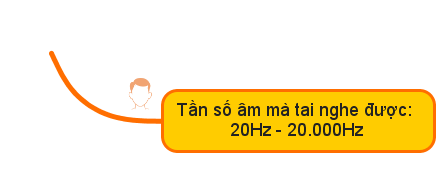 Tần số âm mà tai nghe được:
20Hz - 20.000Hz